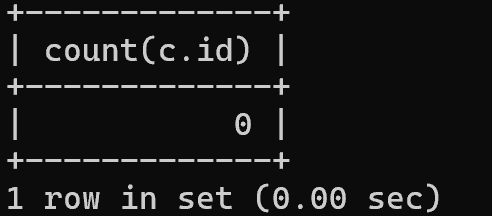 +-------------+
| count(c.id) |
+-------------+
|           0 |
+-------------+
1 row in set (0.00 sec)